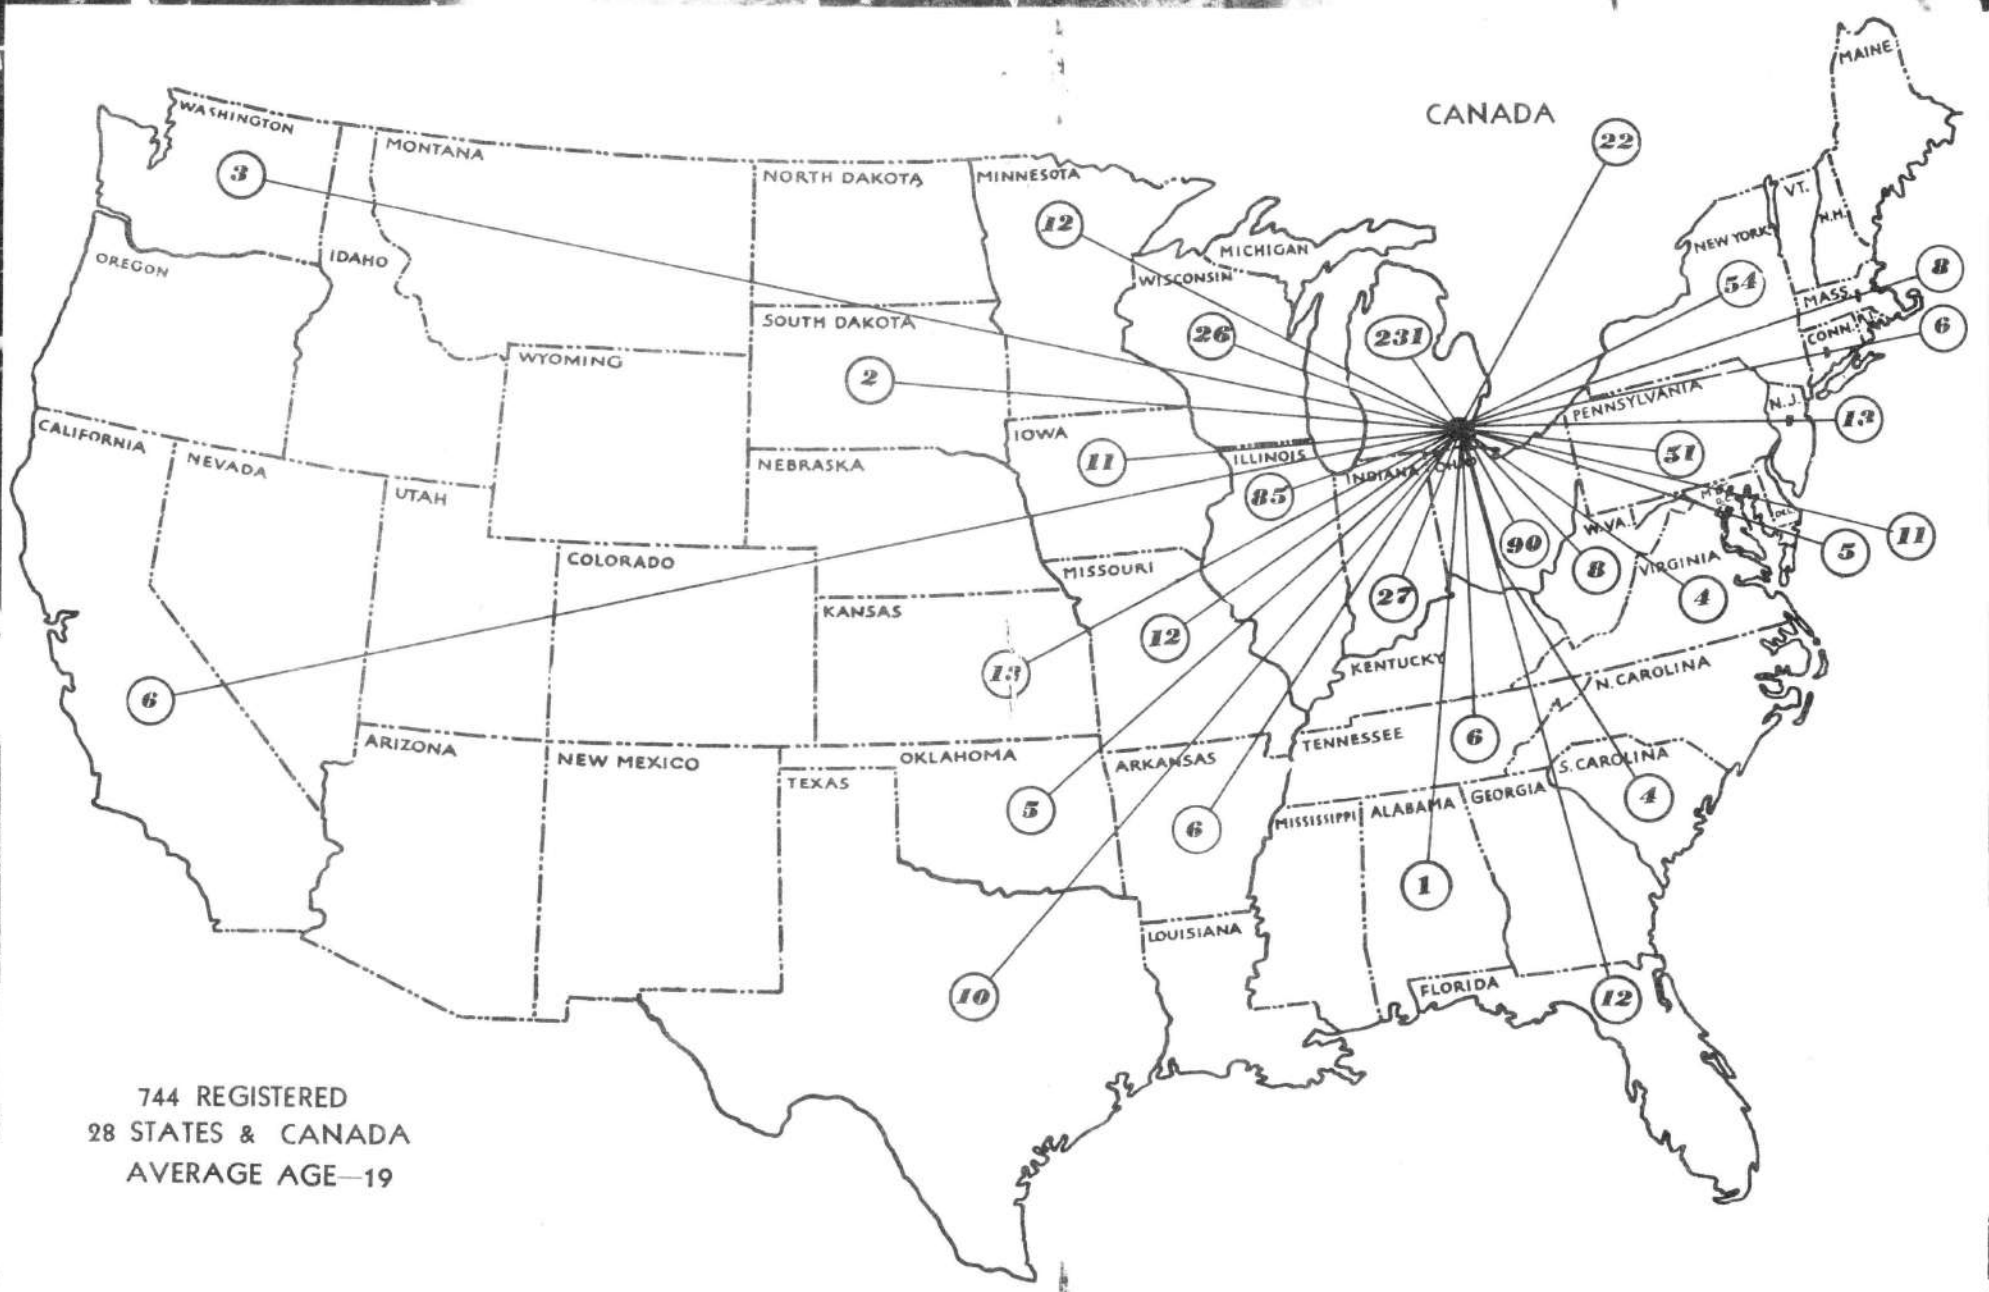 MAINE
CANADA
22
WASHINGTON
3
MONTANA
NORTH DAKOTA
MINNESOTA
12
VT.
N.H.
OREGON
IDAHO
MICHIGAN
WISCONSIN
NEW YORK
54
8
MASS.
R.I.
CONN.
6
SOUTH DAKOTA
26
231
WYOMING
2
PENNSYLVANIA
N.J.
13
CALIFORNIA
NEVADA
UTAH
NEBRASKA
IOWA
11
ILLINOIS
85
INDIANA
OHIO
51
MD.
D.C.
DEL.
W.VA.
11
5
COLORADO
MISSOURI
90
8
VIRGINIA
4
KANSAS
27
12
13
KENTUCKY
N. CAROLINA
6
ARIZONA
NEW MEXICO
OKLAHOMA
TEXAS
ARKANSAS
TENNESSEE
6
S. CAROLINA
4
5
6
MISSISSIPPI
ALABAMA
GEORGIA
1
LOUISIANA
FLORIDA
12
10
744 REGISTERED
28 STATES & CANADA
AVERAGE AGE—19